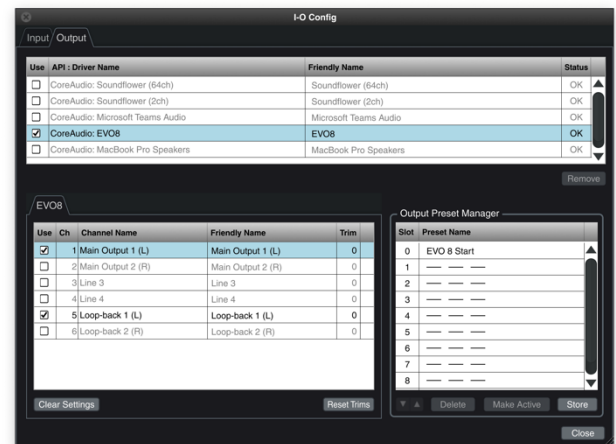 I-O Config
Input Output
Use API : Driver Name Friendly Name Status
CoreAudio: Soundflower (64ch) Soundflower (64ch) OK
CoreAudio: Soundflower (2ch) Soundflower (2ch) OK
CoreAudio: Microsoft Teams Audio Microsoft Teams Audio OK
CoreAudio: EVO8 EVO8 OK
CoreAudio: MacBook Pro Speakers MacBook Pro Speakers OK
Remove
EVO8
Use Ch Channel Name Friendly Name Trim
1 Main Output 1 (L) Main Output 1 (L) 0
2 Main Output 2 (R) Main Output 2 (R) 0
3 Line 3 Line 3 0
4 Line 4 Line 4 0
5 Loop-back 1 (L) Loop-back 1 (L) 0
6 Loop-back 2 (R) Loop-back 2 (R) 0
Clear Settings Reset Trims
Output Preset Manager
Slot Preset Name
0 EVO 8 Start
1 — — —
2 — — —
3 — — —
4 — — —
5 — — —
6 — — —
7 — — —
8 — — —
Delete Make Active Store
Close